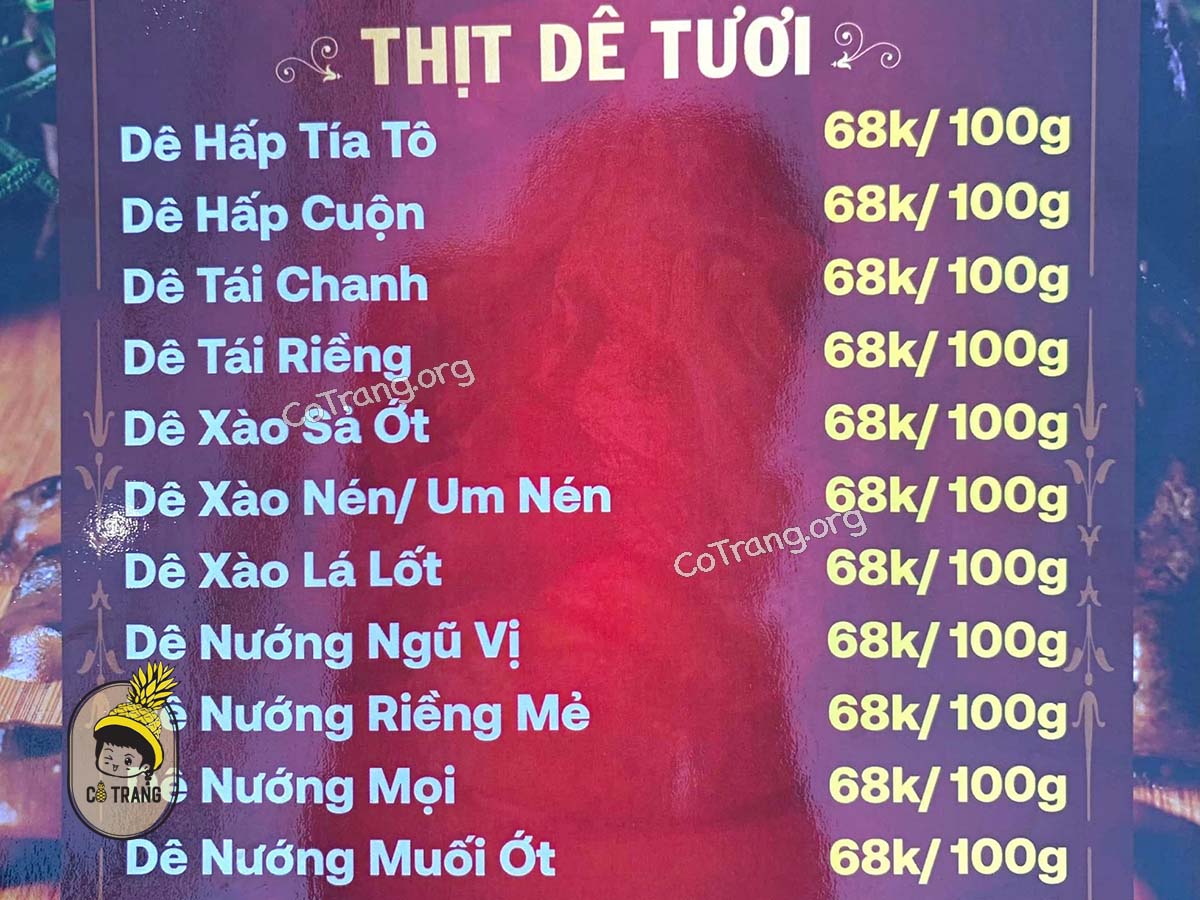 THỊT DÊ TƯƠI
Dê Hấp Tía Tô 68k/100g
Dê Hấp Cuộn 68k/100g
Dê Tái Chanh 68k/100g
Dê Tái Riềng 68k/100g
CoTrang.org
Dê Xào Sả Ớt 68k/100g
Dê Xào Nén/ Um Nén 68k/100g
CoTrang.org
Dê Xào Lá Lốt 68k/100g
Dê Nướng Ngũ Vị 68k/100g
Dê Nướng Riềng Mẻ 68k/100g
Dê Nướng Mọi 68k/100g
CÔ TRANG
Dê Nướng Muối Ớt 68k/100g